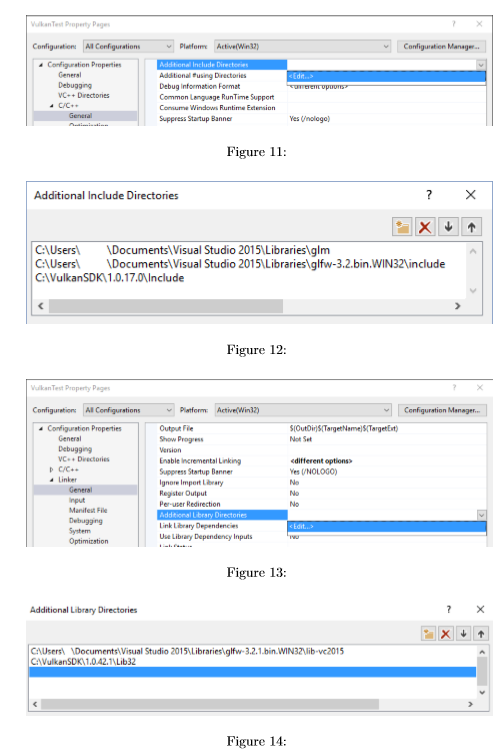 VulkanTest Property Pages ? ×
Configuration: All Configurations Platform: Active(Win32) Configuration Manager...
Configuration Properties
General
Debugging
VC++ Directories
C/C++
General
Optimization
Additional Include Directories
Additional #using Directories <Edit...>
Debug Information Format <different options>
Common Language RunTime Support
Consume Windows Runtime Extension
Suppress Startup Banner Yes (/nologo)
Figure 11:
Additional Include Directories ? ×
C:\Users\ \Documents\Visual Studio 2015\Libraries\glm
C:\Users\ \Documents\Visual Studio 2015\Libraries\glfw-3.2.bin.WIN32\include
C:\VulkanSDK\1.0.17.0\Include
Figure 12:
VulkanTest Property Pages ? ×
Configuration: All Configurations Platform: Active(Win32) Configuration Manager...
Configuration Properties
General
Debugging
VC++ Directories
C/C++
Linker
General
Input
Manifest File
Debugging
System
Optimization
Output File $(OutDir)$(TargetName)$(TargetExt)
Show Progress Not Set
Version
Enable Incremental Linking <different options>
Suppress Startup Banner Yes (/NOLOGO)
Ignore Import Library No
Register Output No
Per-user Redirection No
Additional Library Directories
Link Library Dependencies <Edit...>
Use Library Dependency Inputs No
Link Status
Figure 13:
Additional Library Directories ? ×
C:\Users\ \Documents\Visual Studio 2015\Libraries\glfw-3.2.1.bin.WIN32\lib-vc2015
C:\VulkanSDK\1.0.42.1\Lib32
Figure 14: